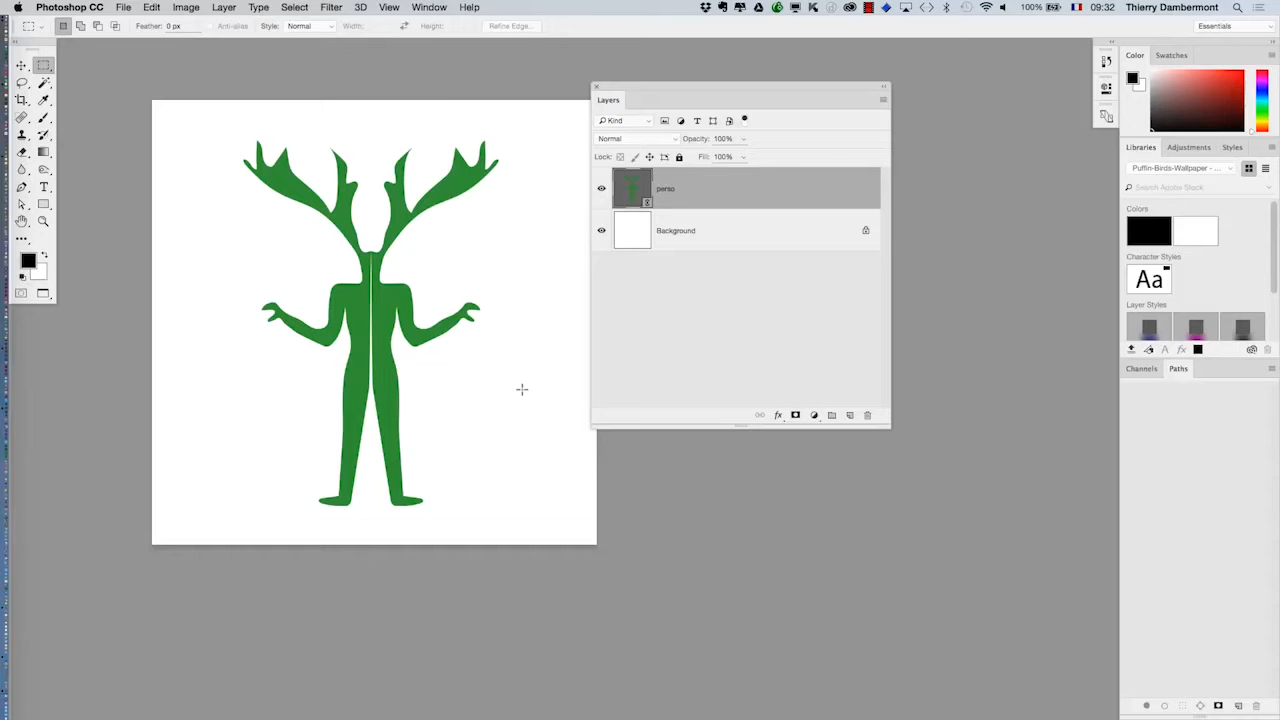 Photoshop CC File Edit Image Layer Type Select Filter 3D View Window Help 100% 09:32 Thierry Dambermont
Feather: 0 px Anti-alias Style: Normal Width: Height: Refine Edge... Essentials
Color Swatches
Layers
Kind
Normal Opacity: 100%
Lock: Fill: 100%
perso
Background
Libraries Adjustments Styles
Puffin-Birds-Wallpaper - ...
Search Adobe Stock
Colors
Character Styles
Aa
Layer Styles
Channels Paths